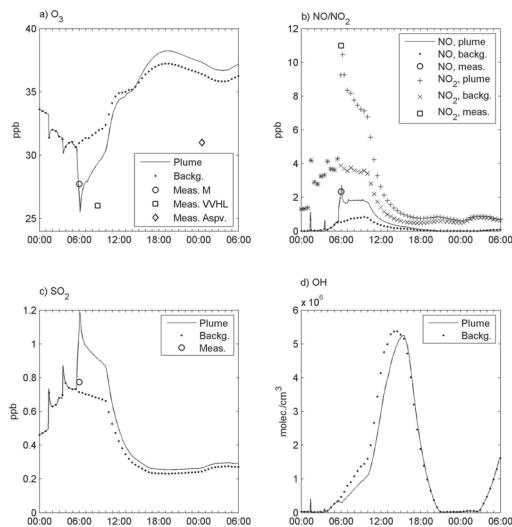 a) O3
40
35
30
25
ppb
Plume
Backg.
Meas. M
Meas. VVHL
Meas. Aspv.
00:00 06:00 12:00 18:00 00:00 06:00
b) NO/NO2
12
10
8
6
4
2
0
ppb
NO, plume
NO, backg.
NO, meas.
NO2, plume
NO2, backg.
NO2, meas.
00:00 06:00 12:00 18:00 00:00 06:00
c) SO2
1.2
1
0.8
0.6
0.4
0.2
0
ppb
Plume
Backg.
Meas.
00:00 06:00 12:00 18:00 00:00 06:00
d) OH
x 10^6
6
5
4
3
2
1
0
molec./cm3
Plume
Backg.
00:00 06:00 12:00 18:00 00:00 06:00